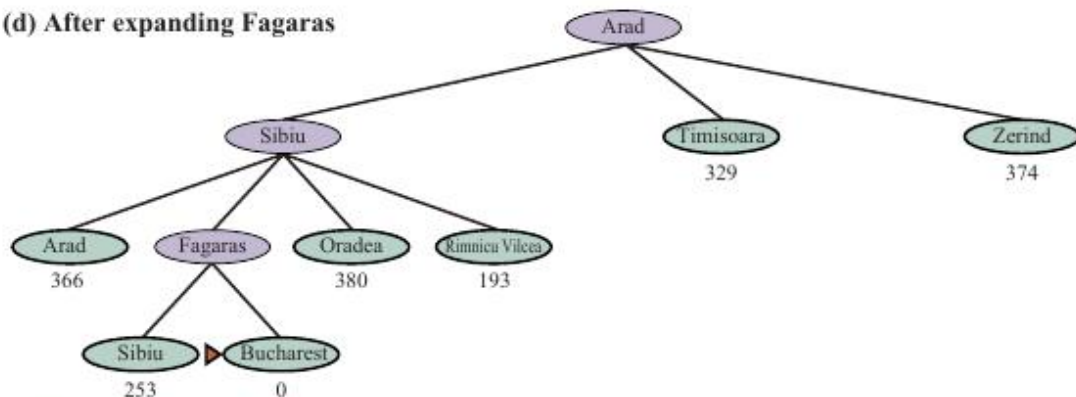 (d) After expanding Fagaras
Arad
Sibiu
Timisoara
Zerind
329
374
Arad
Fagaras
Oradea
Rimnicu Vilcea
366
380
193
Sibiu
Bucharest
253
0